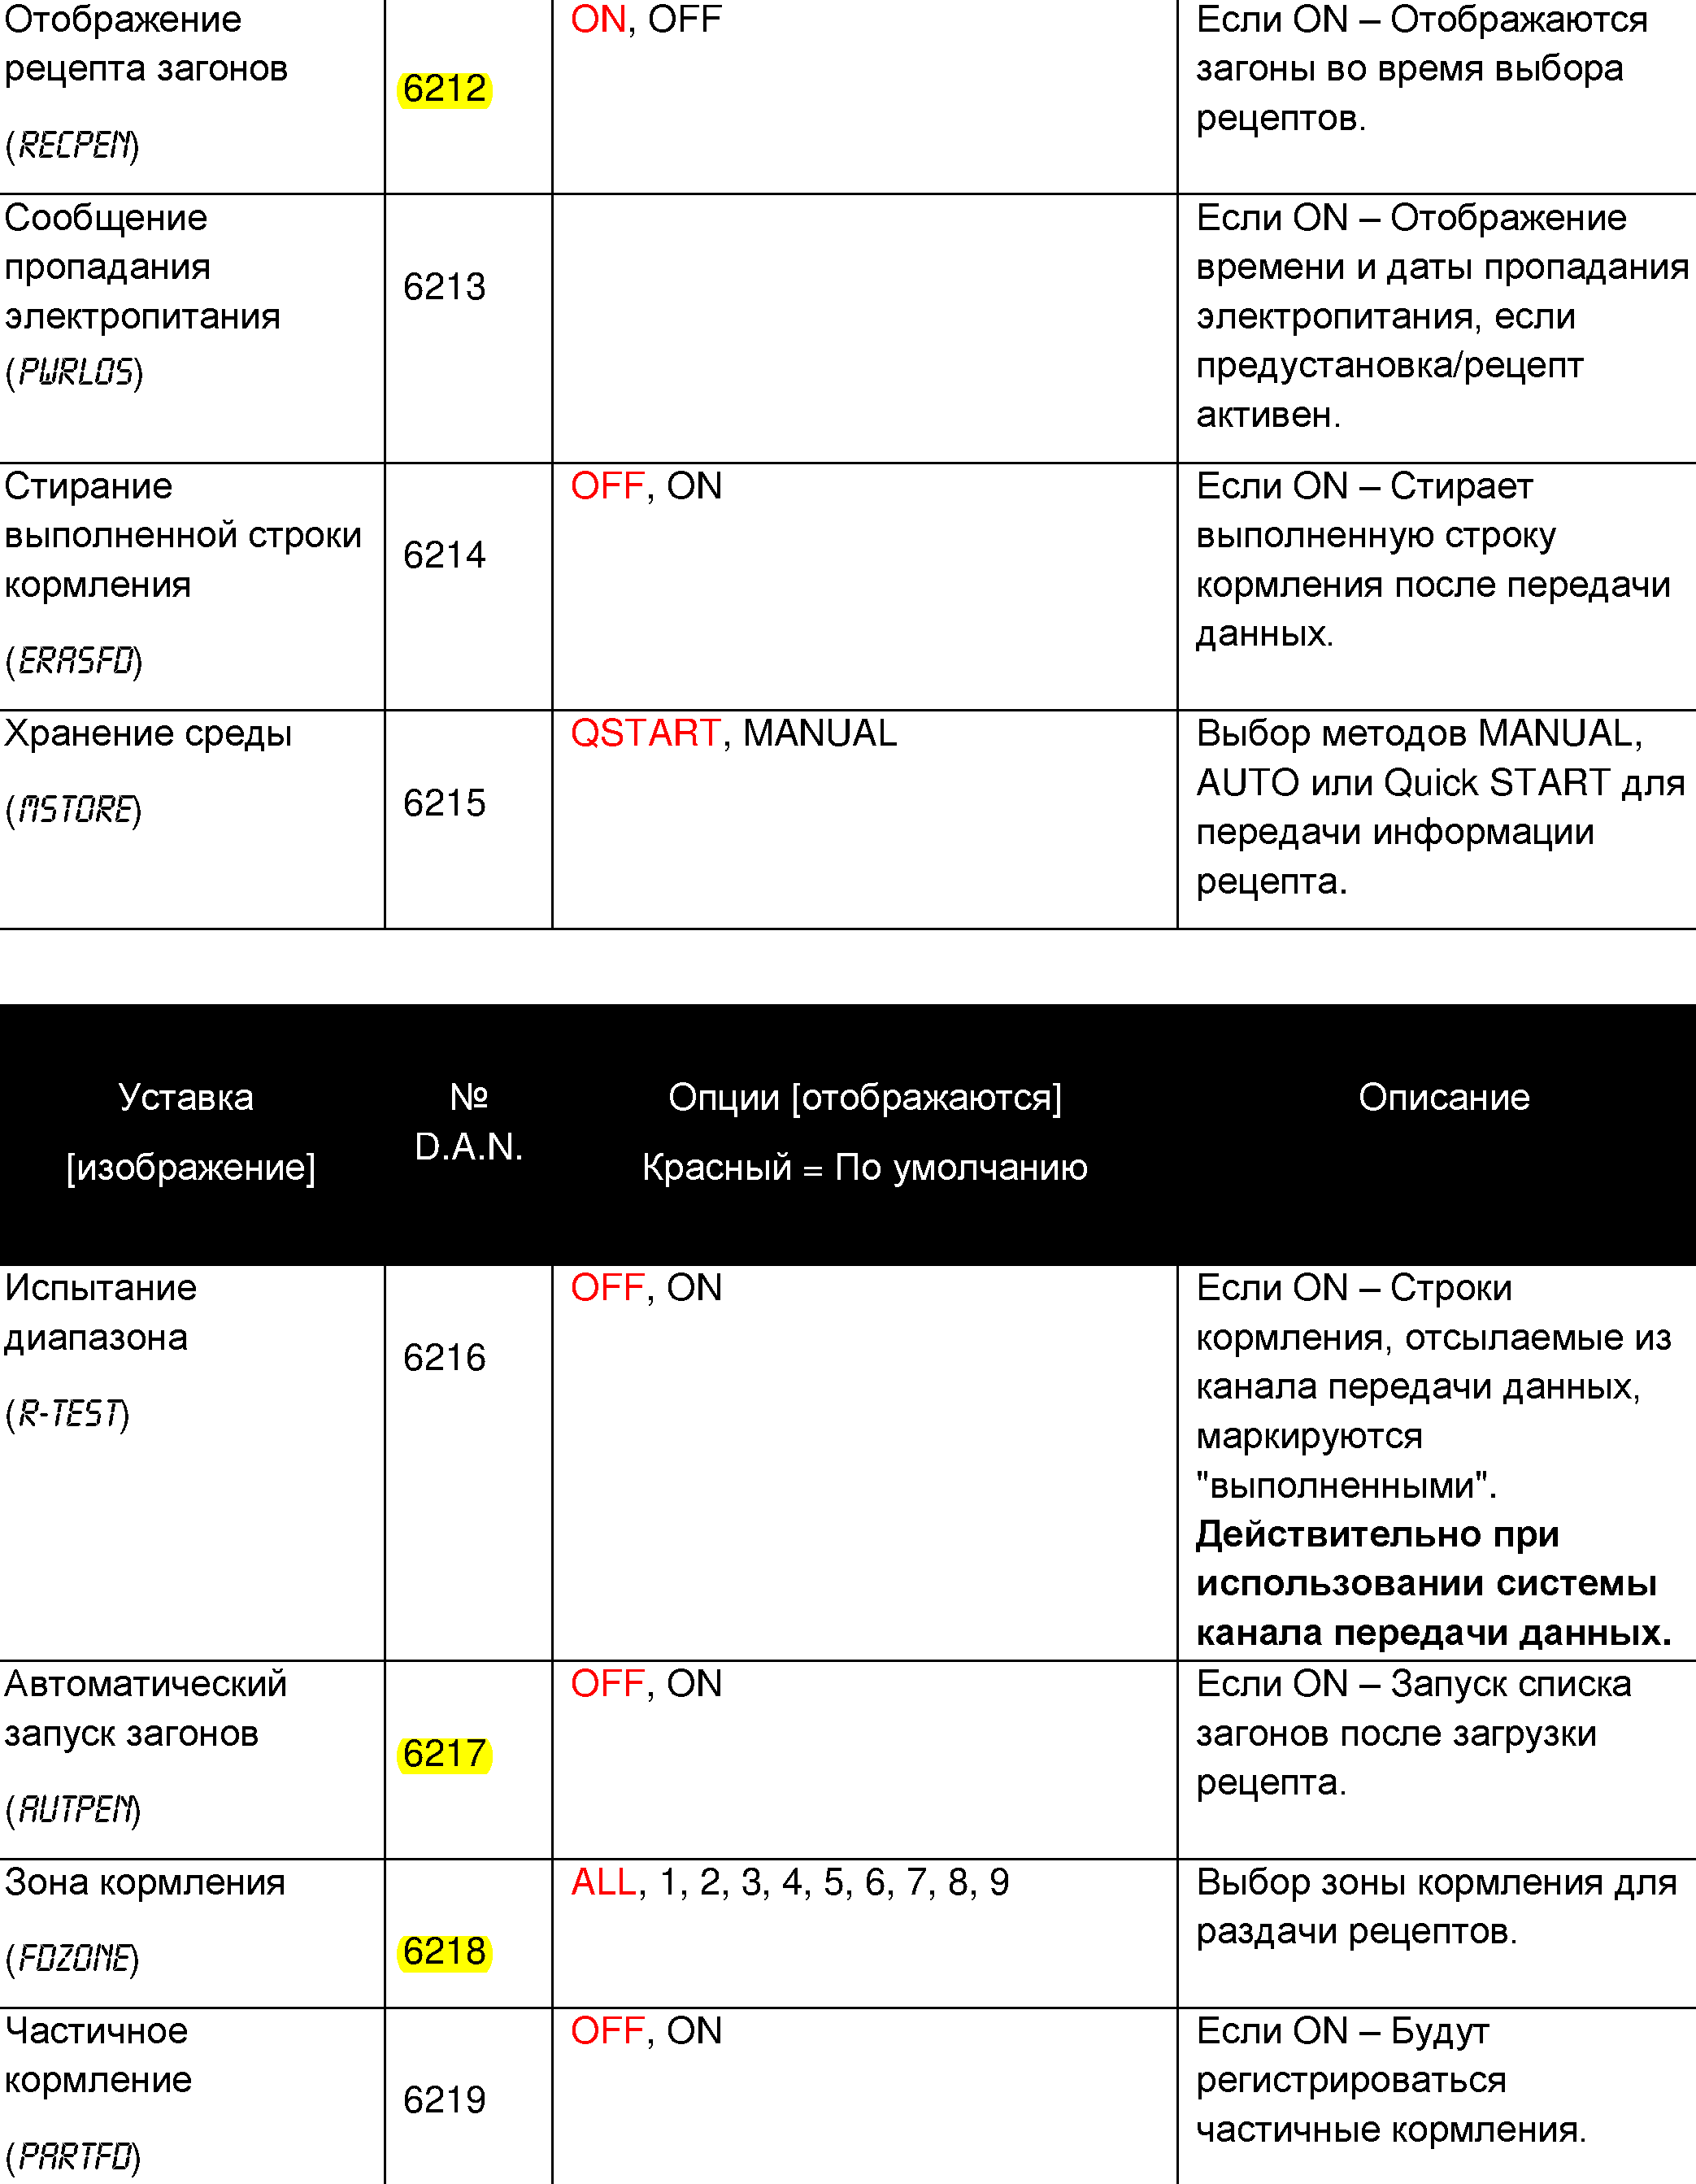 Отображение
рецепта загонов
(RECPEN)
6212
ON, OFF
Если ON – Отображаются
загоны во время выбора
рецептов.
Сообщение
пропадания
электропитания
(PWRLOS)
6213
Если ON – Отображение
времени и даты пропадания
электропитания, если
предустановка/рецепт
активен.
Стирание
выполненной строки
кормления
(ERASFD)
6214
OFF, ON
Если ON – Стирает
выполненную строку
кормления после передачи
данных.
Хранение среды
(MSTORE)
6215
QSTART, MANUAL
Выбор методов MANUAL,
AUTO или Quick START для
передачи информации
рецепта.
Уставка
[изображение]
№
D.A.N.
Опции [отображаются]
Красный = По умолчанию
Описание
Испытание
диапазона
(R-TEST)
6216
OFF, ON
Если ON – Строки
кормления, отсылаемые из
канала передачи данных,
маркируются
"выполненными".
Действительно при
использовании системы
канала передачи данных.
Автоматический
запуск загонов
(AUTPEN)
6217
OFF, ON
Если ON – Запуск списка
загонов после загрузки
рецепта.
Зона кормления
(FDZONE)
6218
ALL, 1, 2, 3, 4, 5, 6, 7, 8, 9
Выбор зоны кормления для
раздачи рецептов.
Частичное
кормление
(PARTFD)
6219
OFF, ON
Если ON – Будут
регистрироваться
частичные кормления.